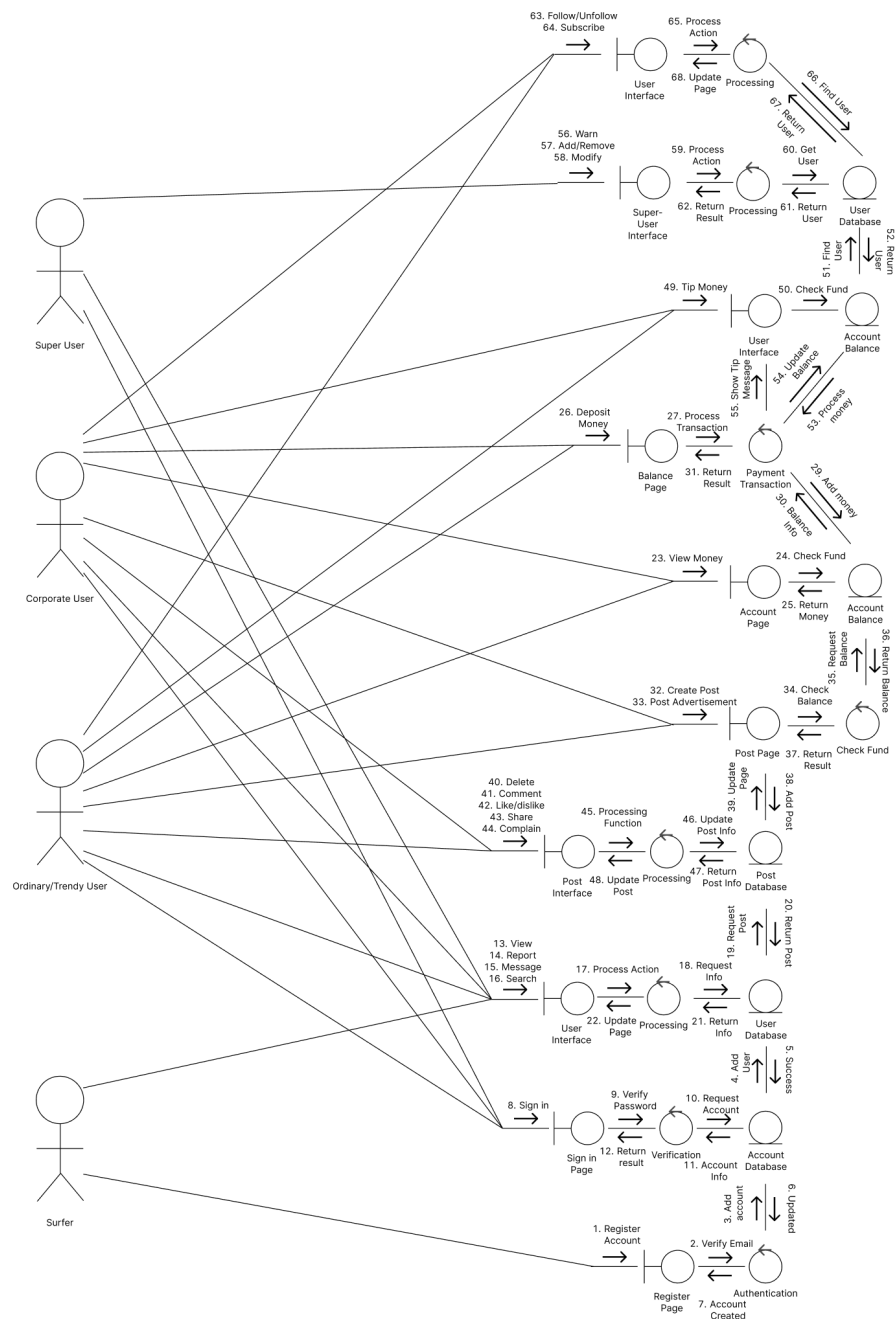 63. Follow/Unfollow
64. Subscribe
65. Process
Action
68. Update
Page
User
Interface
Processing
66. Find User
67. Return
User
56. Warn
57. Add/Remove
58. Modify
59. Process
Action
60. Get
User
62. Return
Result
Processing
61. Return
User
Super-
User
Interface
User
Database
51. Find
User
52. Return
User
Super User
49. Tip Money
50. Check Fund
User
Interface
Account
Balance
55. Show Tip
Message
54. Update
Balance
53. Process
money
26. Deposit
Money
27. Process
Transaction
31. Return
Result
Balance
Page
Payment
Transaction
29. Add money
30. Balance
Info
Corporate User
23. View Money
24. Check Fund
25. Return
Money
Account
Page
Account
Balance
35. Request
Balance
36. Return Balance
32. Create Post
33. Post Advertisement
34. Check
Balance
37. Return
Result
Post Page
Check Fund
39. Update
Page
38. Add Post
Ordinary/Trendy User
40. Delete
41. Comment
42. Like/dislike
43. Share
44. Complain
45. Processing
Function
46. Update
Post Info
48. Update
Post
Processing
47. Return
Post Info
Post
Interface
Post
Database
19. Request
Post
20. Return Post
13. View
14. Report
15. Message
16. Search
17. Process Action
18. Request
Info
22. Update
Page
Processing
21. Return
Info
User
Interface
User
Database
4. Add
User
5. Success
8. Sign in
9. Verify
Password
10. Request
Account
12. Return
result
Verification
11. Account
Info
Sign in
Page
Account
Database
3. Add
account
6. Updated
Surfer
1. Register
Account
2. Verify Email
7. Account
Created
Register
Page
Authentication